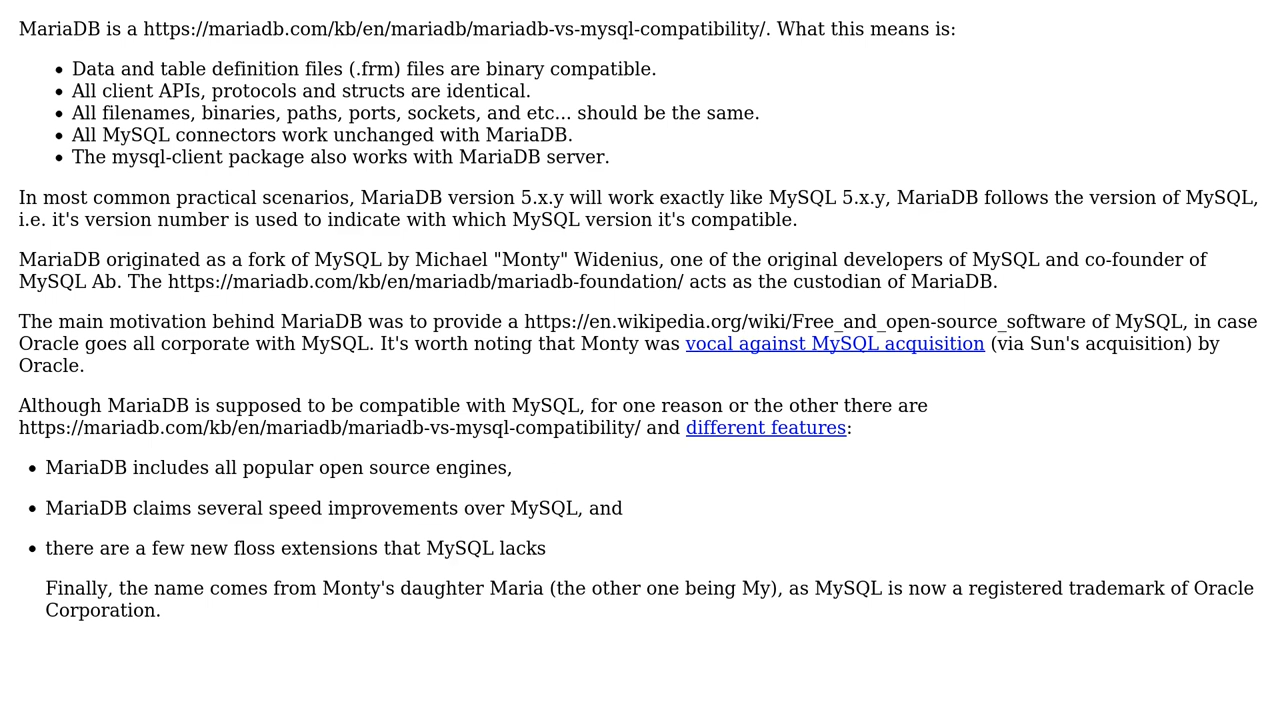 MariaDB is a https://mariadb.com/kb/en/mariadb/mariadb-vs-mysql-compatibility/. What this means is:
• Data and table definition files (.frm) files are binary compatible.
• All client APIs, protocols and structs are identical.
• All filenames, binaries, paths, ports, sockets, and etc... should be the same.
• All MySQL connectors work unchanged with MariaDB.
• The mysql-client package also works with MariaDB server.
In most common practical scenarios, MariaDB version 5.x.y will work exactly like MySQL 5.x.y, MariaDB follows the version of MySQL,
i.e. it's version number is used to indicate with which MySQL version it's compatible.
MariaDB originated as a fork of MySQL by Michael "Monty" Widenius, one of the original developers of MySQL and co-founder of
MySQL Ab. The https://mariadb.com/kb/en/mariadb/mariadb-foundation/ acts as the custodian of MariaDB.
The main motivation behind MariaDB was to provide a https://en.wikipedia.org/wiki/Free_and_open-source_software of MySQL, in case
Oracle goes all corporate with MySQL. It's worth noting that Monty was vocal against MySQL acquisition (via Sun's acquisition) by
Oracle.
Although MariaDB is supposed to be compatible with MySQL, for one reason or the other there are
https://mariadb.com/kb/en/mariadb/mariadb-vs-mysql-compatibility/ and different features:
• MariaDB includes all popular open source engines,
• MariaDB claims several speed improvements over MySQL, and
• there are a few new floss extensions that MySQL lacks
Finally, the name comes from Monty's daughter Maria (the other one being My), as MySQL is now a registered trademark of Oracle
Corporation.